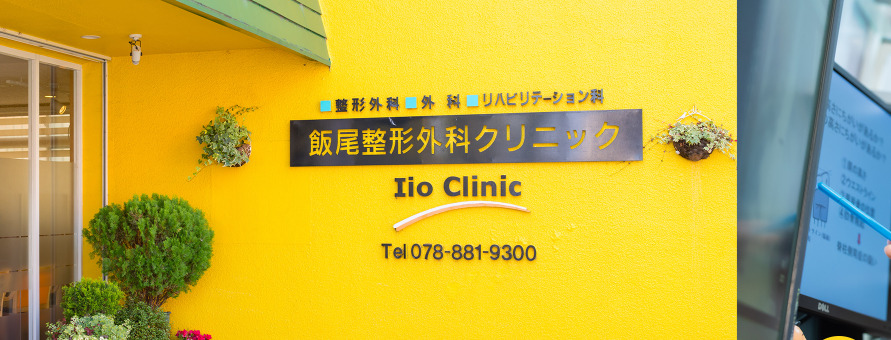 ■整形外科■外 科■リハビリテーション科
飯尾整形外科クリニック
Iio Clinic
Tel 078-881-9300
DELL